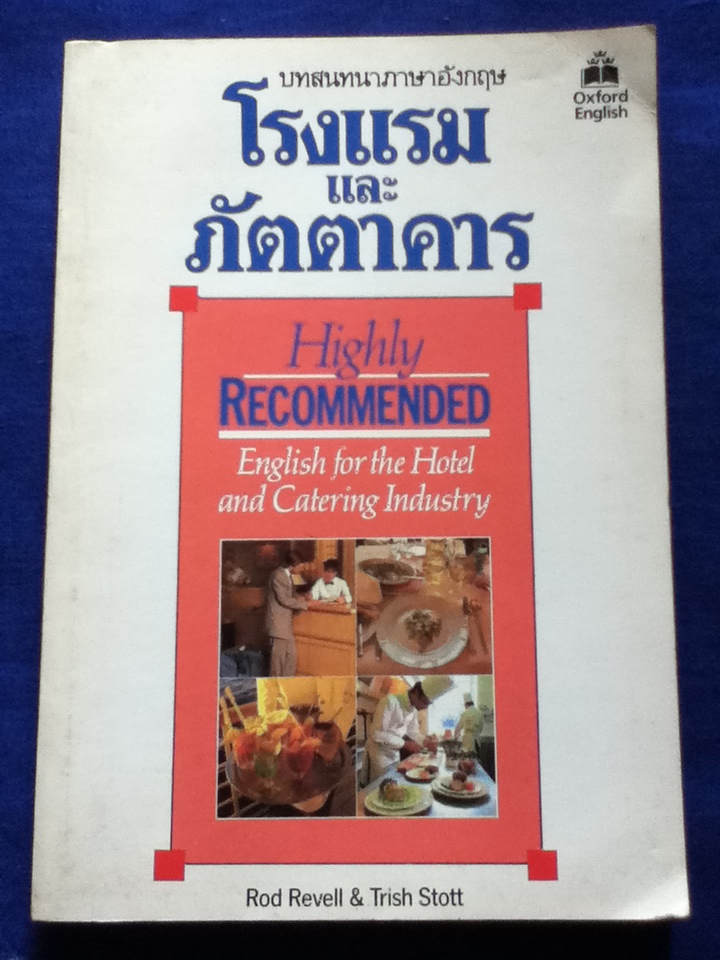 บทสนทนาภาษาอังกฤษ
โรงแรม
และ
ภัตตาคาร
Oxford
English
Highly
RECOMMENDED
English for the Hotel
and Catering Industry
Rod Revell & Trish Stott